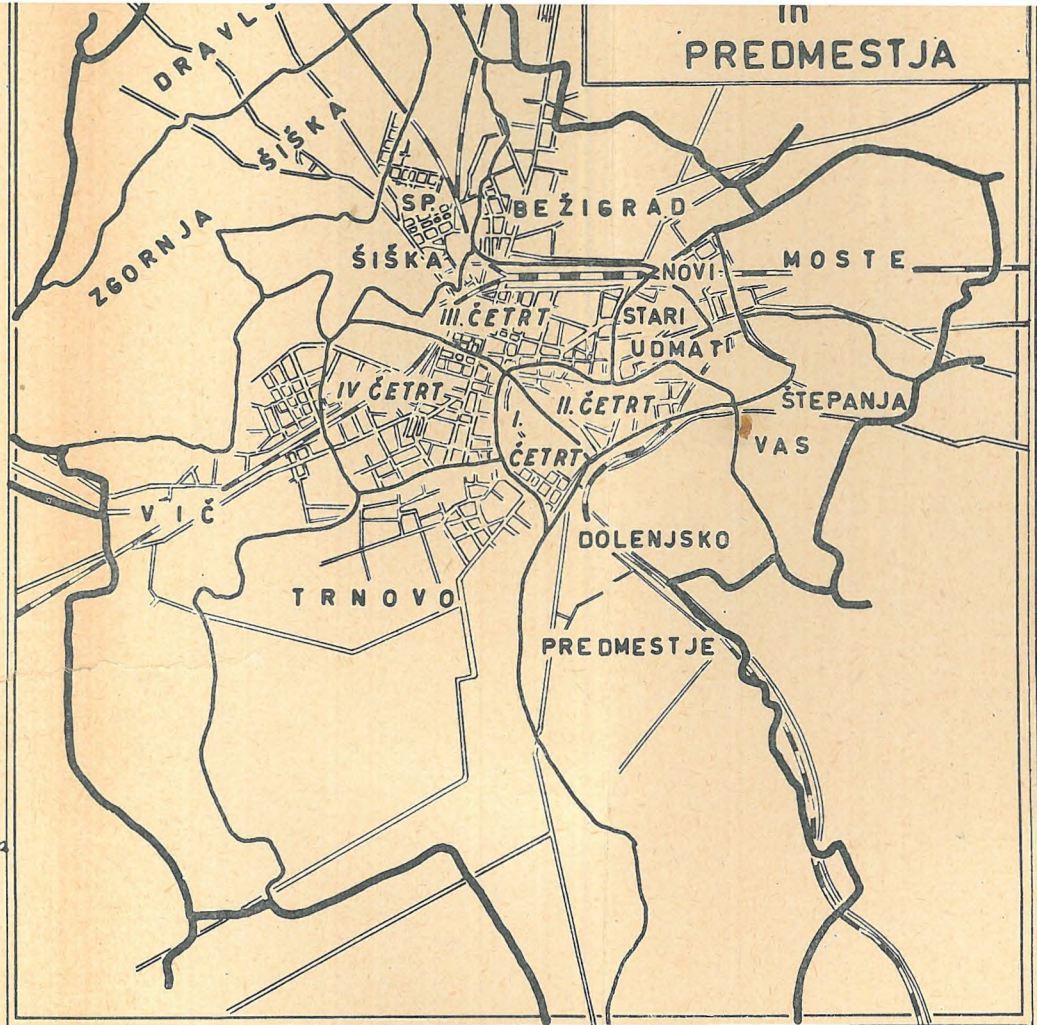 in
PREDMESTJA
ŠIŠKA
SP.
BEŽIGRAD
ZGORNJA
ŠIŠKA
NOVI
MOSTE
III. ČETRT
STARI
UDMAT
IV ČETRT
II. ČETRT
ŠTEPANJA
I.
ČETRT
VAS
VIČ
DOLENJSKO
TRNOVO
PREDMESTJE